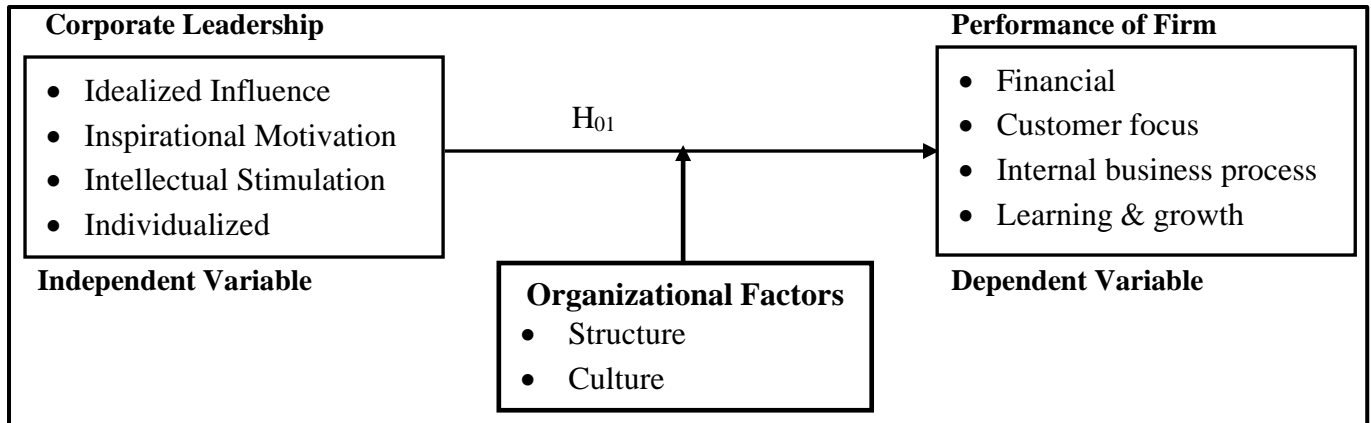 Corporate Leadership
• Idealized Influence
• Inspirational Motivation
• Intellectual Stimulation
• Individualized
Independent Variable
H01
Organizational Factors
• Structure
• Culture
Performance of Firm
• Financial
• Customer focus
• Internal business process
• Learning & growth
Dependent Variable